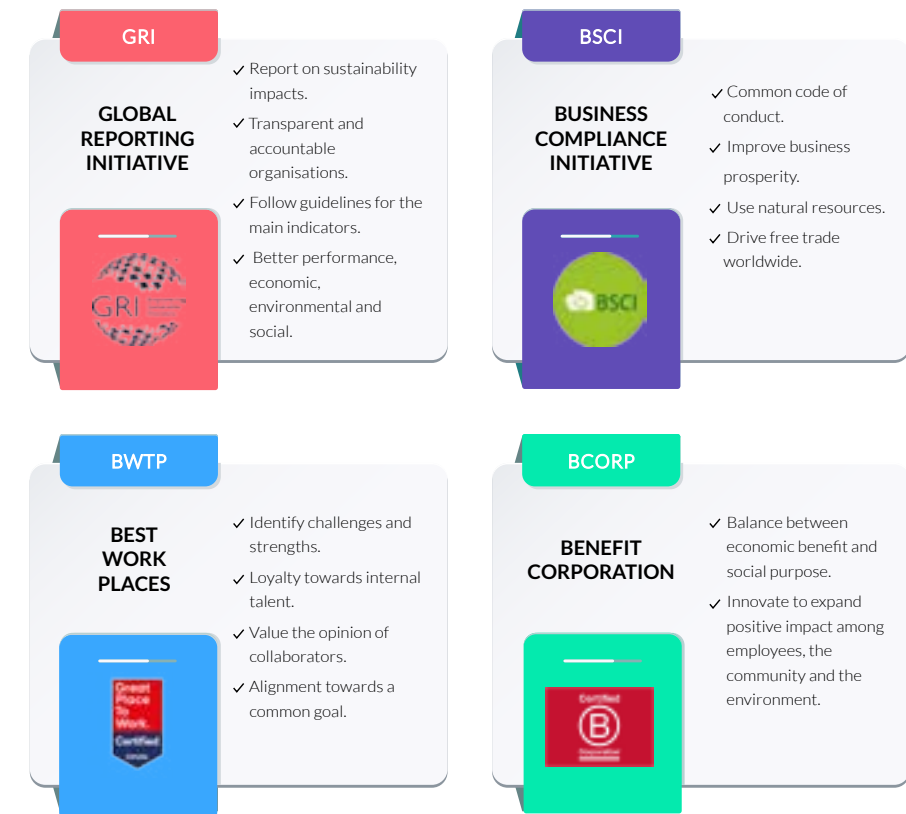 GRI
GLOBAL
REPORTING
INITIATIVE
Report on sustainability
impacts.
Transparent and
accountable
organisations.
Follow guidelines for the
main indicators.
Better performance,
economic,
environmental and
social.
GRI
BSCI
BUSINESS
COMPLIANCE
INITIATIVE
Common code of
conduct.
Improve business
prosperity.
Use natural resources.
Drive free trade
worldwide.
BSCI
BWTP
BEST
WORK
PLACES
Identify challenges and
strengths.
Loyalty towards internal
talent.
Value the opinion of
collaborators.
Alignment towards a
common goal.
Great
Place
To
Work.
Certified
BCORP
BENEFIT
CORPORATION
Balance between
economic benefit and
social purpose.
Innovate to expand
positive impact among
employees, the
community and the
environment.
Certified
B
Corporation